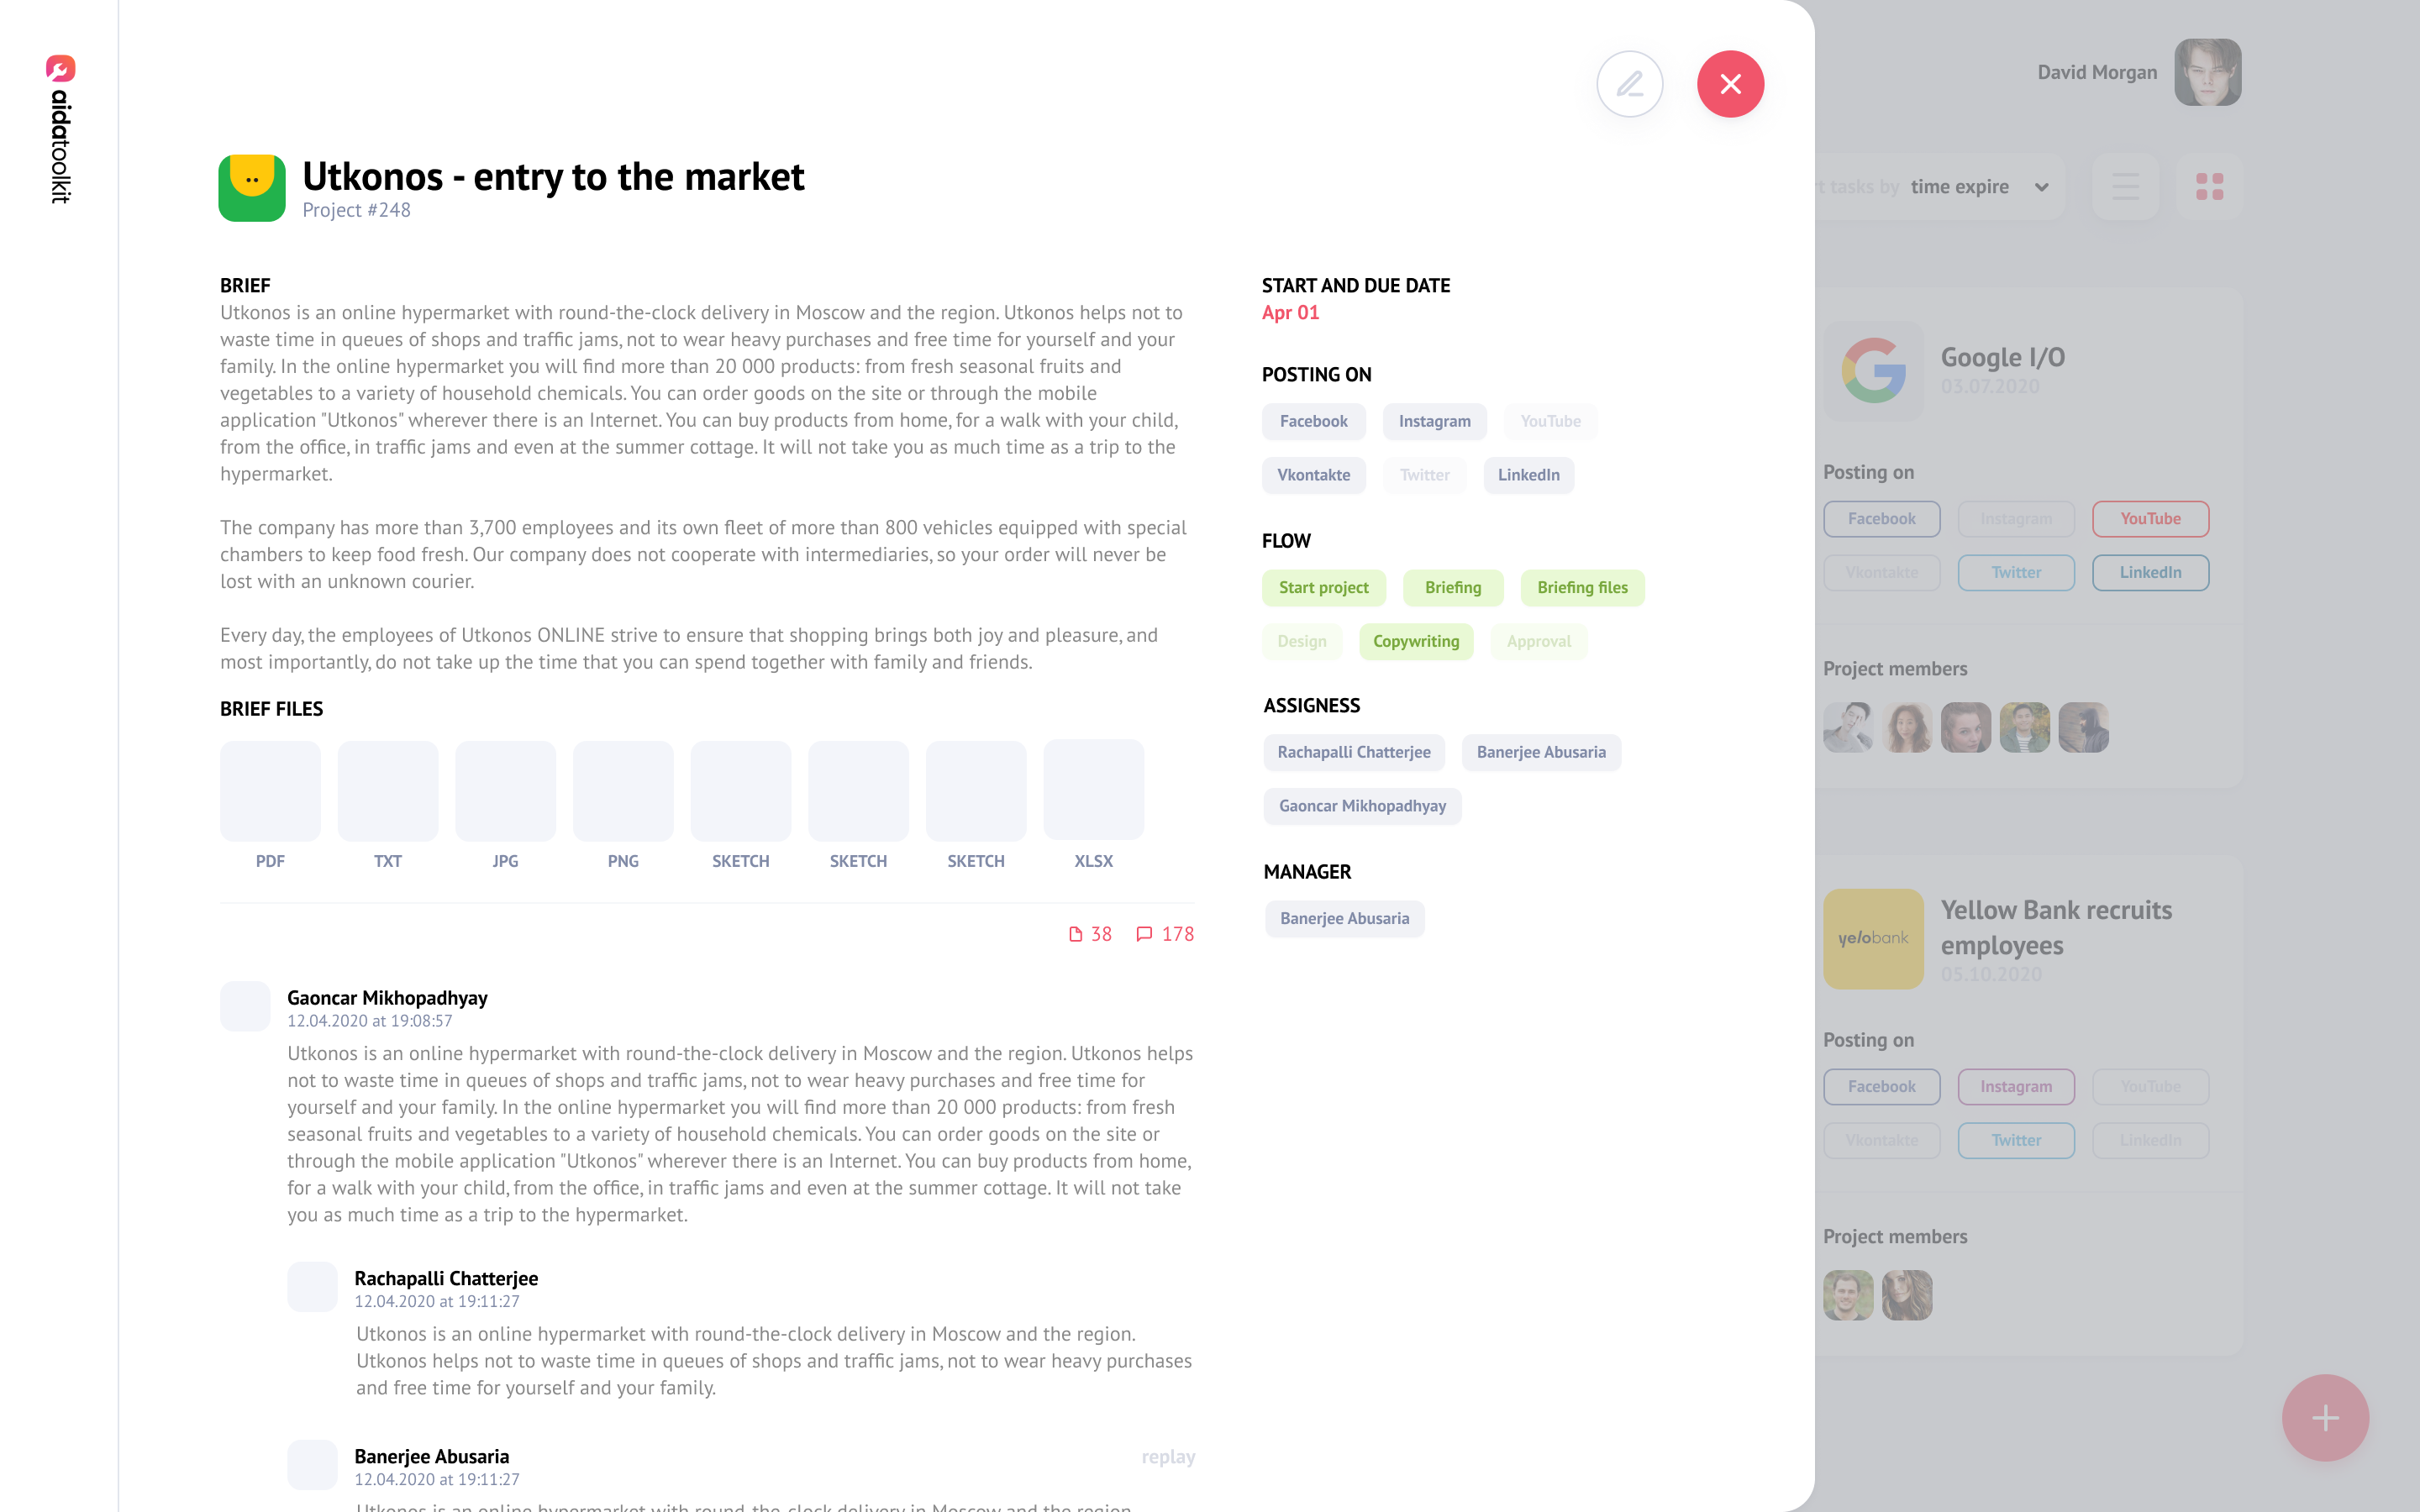 aidatoolkit
Utkonos - entry to the market
Project #248
BRIEF
Utkonos is an online hypermarket with round-the-clock delivery in Moscow and the region. Utkonos helps not to
waste time in queues of shops and traffic jams, not to wear heavy purchases and free time for yourself and your
family. In the online hypermarket you will find more than 20 000 products: from fresh seasonal fruits and
vegetables to a variety of household chemicals. You can order goods on the site or through the mobile
application "Utkonos" wherever there is an Internet. You can buy products from home, for a walk with your child,
from the office, in traffic jams and even at the summer cottage. It will not take you as much time as a trip to the
hypermarket.
The company has more than 3,700 employees and its own fleet of more than 800 vehicles equipped with special
chambers to keep food fresh. Our company does not cooperate with intermediaries, so your order will never be
lost with an unknown courier.
Every day, the employees of Utkonos ONLINE strive to ensure that shopping brings both joy and pleasure, and
most importantly, do not take up the time that you can spend together with family and friends.
BRIEF FILES
PDF TXT JPG PNG SKETCH SKETCH SKETCH XLSX
38 178
Gaoncar Mikhopadhyay
12.04.2020 at 19:08:57
Utkonos is an online hypermarket with round-the-clock delivery in Moscow and the region. Utkonos helps
not to waste time in queues of shops and traffic jams, not to wear heavy purchases and free time for
yourself and your family. In the online hypermarket you will find more than 20 000 products: from fresh
seasonal fruits and vegetables to a variety of household chemicals. You can order goods on the site or
through the mobile application "Utkonos" wherever there is an Internet. You can buy products from home,
for a walk with your child, from the office, in traffic jams and even at the summer cottage. It will not take
you as much time as a trip to the hypermarket.
Rachapalli Chatterjee
12.04.2020 at 19:11:27
Utkonos is an online hypermarket with round-the-clock delivery in Moscow and the region.
Utkonos helps not to waste time in queues of shops and traffic jams, not to wear heavy purchases
and free time for yourself and your family.
Banerjee Abusaria
replay
12.04.2020 at 19:11:27
Utkonos is an online hypermarket with round-the-clock delivery in Moscow and the region.
START AND DUE DATE
Apr 01
POSTING ON
Facebook Instagram YouTube
Vkontakte Twitter LinkedIn
FLOW
Start project Briefing Briefing files
Design Copywriting Approval
ASSIGNESS
Rachapalli Chatterjee Banerjee Abusaria
Gaoncar Mikhopadhyay
MANAGER
Banerjee Abusaria
David Morgan
t tasks by time expire
Google I/O
03.07.2020
Posting on
Facebook Instagram YouTube
Vkontakte Twitter LinkedIn
Project members
yelobank
Yellow Bank recruits
employees
05.10.2020
Posting on
Facebook Instagram YouTube
Vkontakte Twitter LinkedIn
Project members